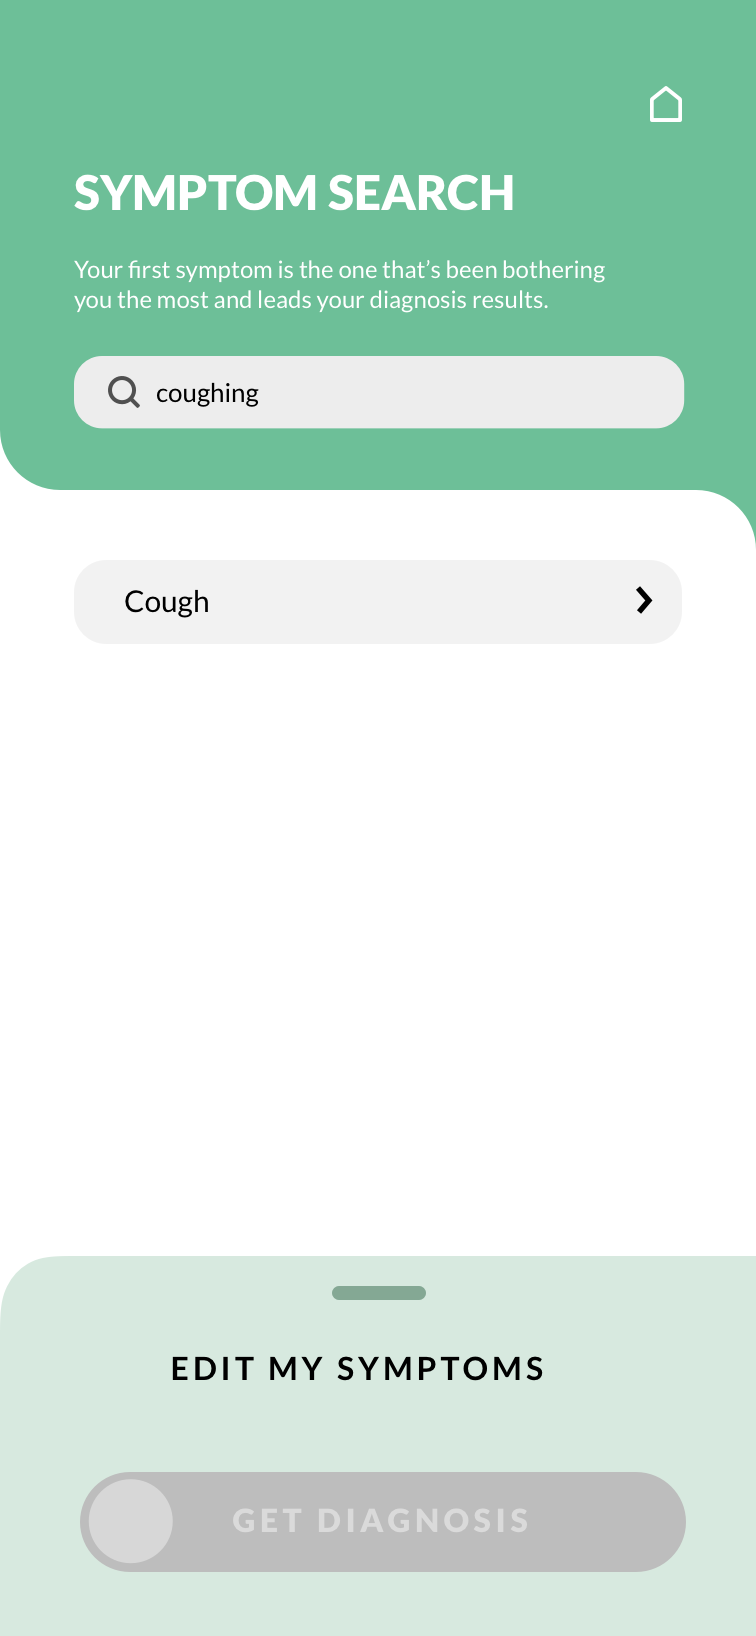 SYMPTOM SEARCH
Your first symptom is the one that’s been bothering
you the most and leads your diagnosis results.
coughing
Cough
EDIT MY SYMPTOMS
GET DIAGNOSIS